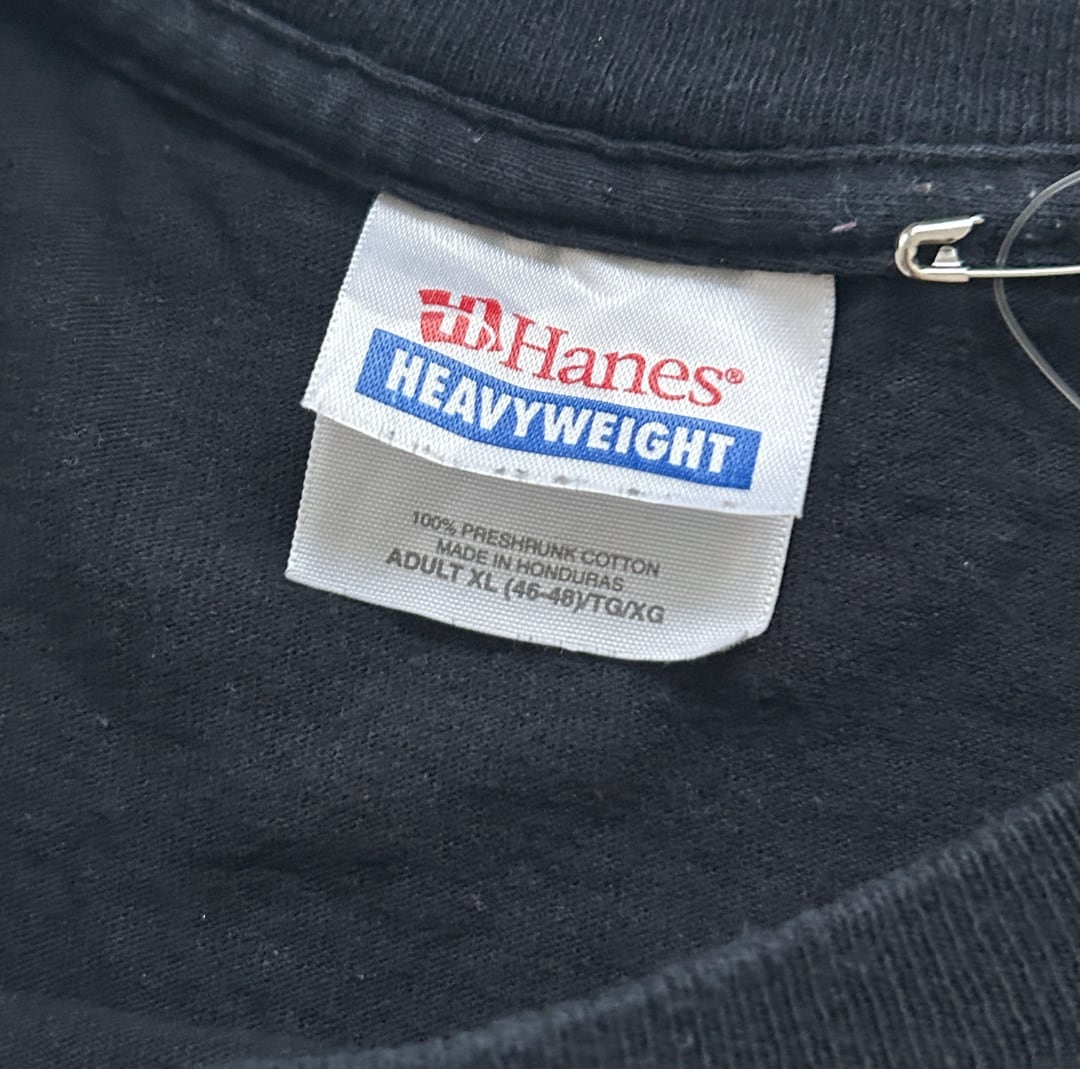 Hanes®
HEAVYWEIGHT
100% PRESHRUNK COTTON
MADE IN HONDURAS
ADULT XL (46-48)/TG/XG